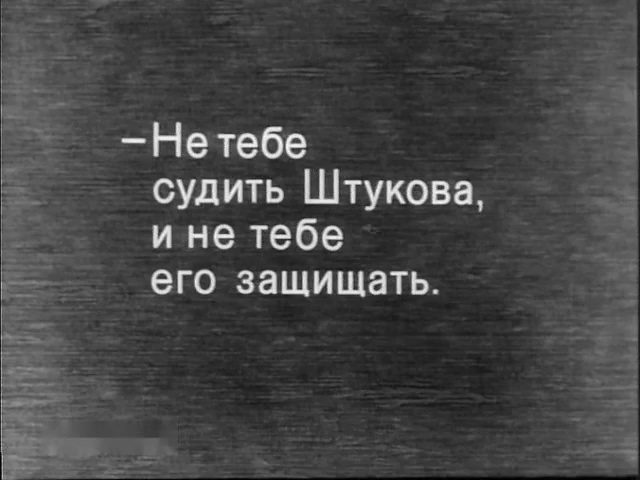 –Не тебе
судить Штукова,
и не тебе
его защищать.